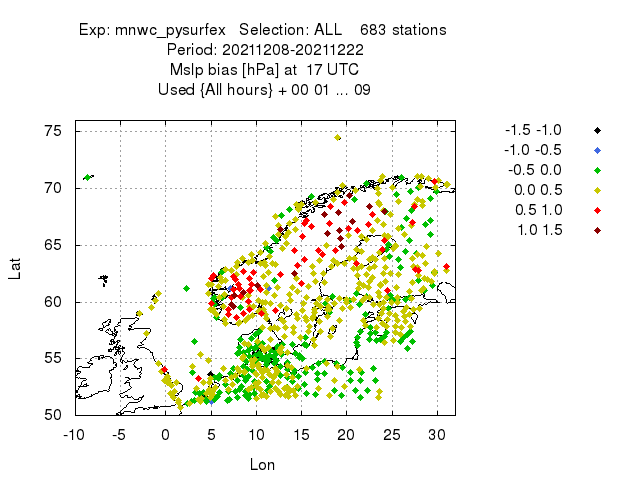 Exp: mnwc_pysurfex   Selection: ALL    683 stations
Period: 20211208-20211222
Mslp bias [hPa] at  17 UTC
Used {All hours} + 00 01 ... 09
-1.5 -1.0
-1.0 -0.5
-0.5 0.0
0.0 0.5
0.5 1.0
1.0 1.5
Lat
75
70
65
60
55
50
-10 -5 0 5 10 15 20 25 30
Lon